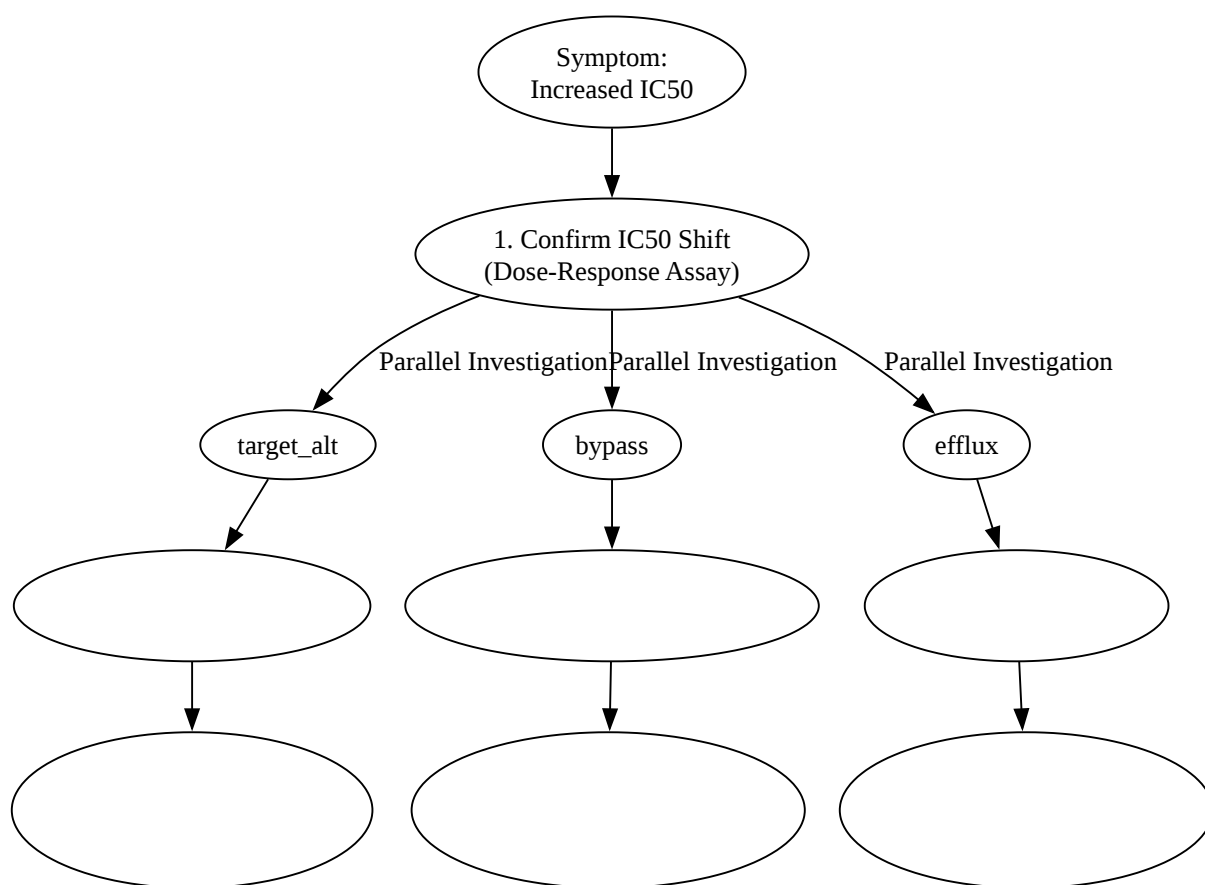 Symptom:
Increased IC50
1. Confirm IC50 Shift
(Dose-Response Assay)
Parallel Investigation
Parallel Investigation
Parallel Investigation
target_alt
bypass
efflux